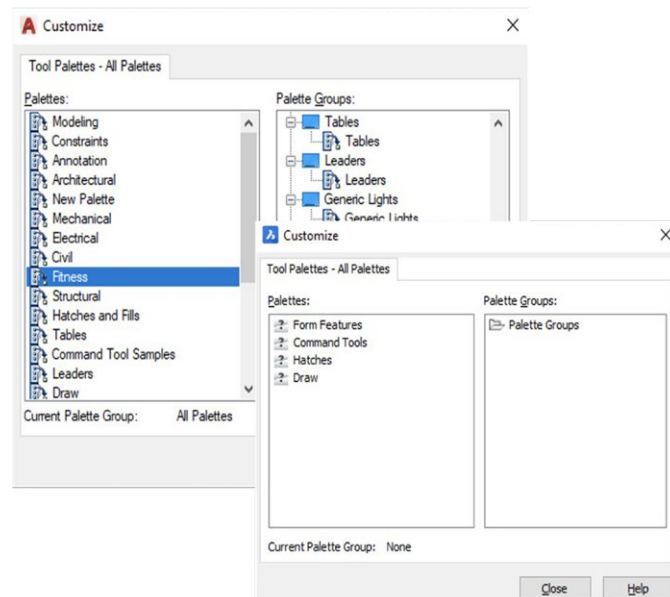 A Customize
Tool Palettes - All Palettes
Palettes:
Modeling
Constraints
Annotation
Architectural
New Palette
Mechanical
Electrical
Civil
Fitness
Structural
Hatches and Fills
Tables
Command Tool Samples
Leaders
Draw
Current Palette Group: All Palettes
Palette Groups:
Tables
Tables
Leaders
Leaders
Generic Lights
Generic Lights
Customize
Tool Palettes - All Palettes
Palettes:
Form Features
Command Tools
Hatches
Draw
Palette Groups:
Palette Groups
Current Palette Group: None
Close
Help